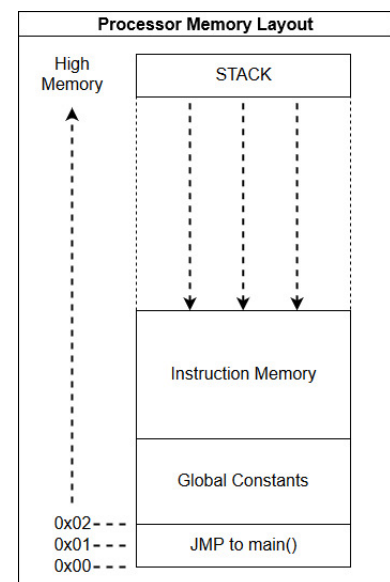 Processor Memory Layout
High
Memory
STACK
Instruction Memory
Global Constants
0x02
0x01
JMP to main()
0x00